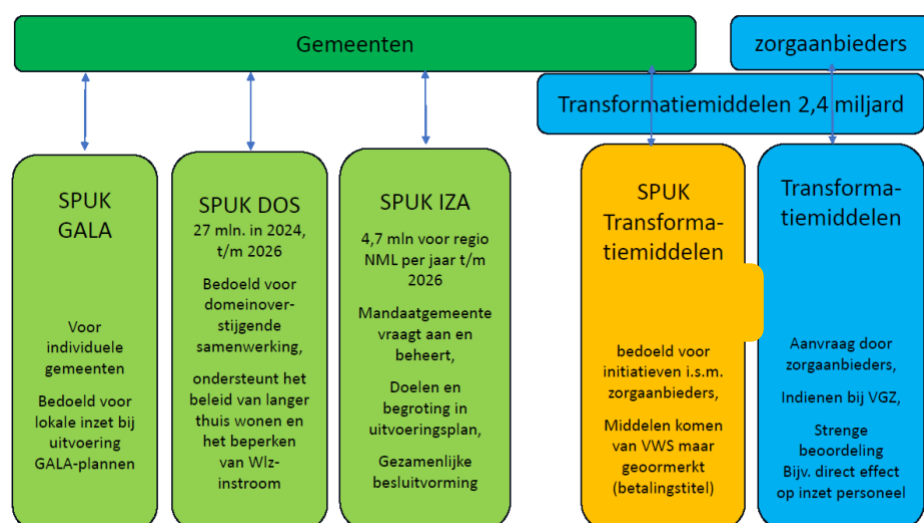 Gemeenten
zorgaanbieders
Transformatiemiddelen 2,4 miljard
SPUK
GALA
Voor
individuele
gemeenten
Bedoeld voor
lokale inzet bij
uitvoering
GALA-plannen
SPUK DOS
27 mln. in 2024,
t/m 2026
Bedoeld voor
domeinover-
stijgende
samenwerking,
ondersteunt het
beleid van langer
thuis wonen en
het beperken
van Wlz-
instroom
SPUK IZA
4,7 mln voor regio
NML per jaar t/m
2026
Mandaatgemeente
vraagt aan en
beheert,
Doelen en
begroting in
uitvoeringsplan,
Gezamenlijke
besluitvorming
SPUK
Transforma-
tiemiddelen
bedoeld voor
initiatieven i.s.m.
zorgaanbieders,
Middelen komen
van VWS maar
geoormerkt
(betalingstitel)
Transforma-
tiemiddelen
Aanvraag door
zorgaanbieders,
Indienen bij VGZ,
Strenge
beoordeling
Bijv. direct effect
op inzet personeel